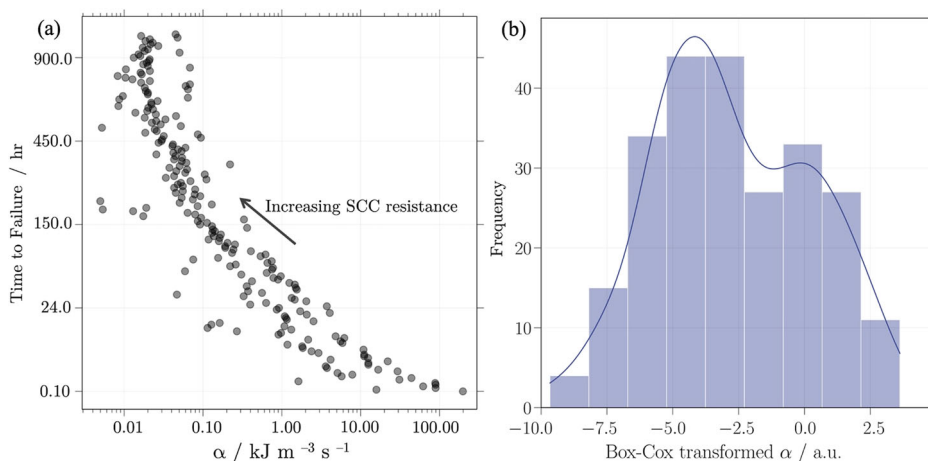 (a)
Time to Failure / hr
900.0
450.0
150.0
24.0
0.10
Increasing SCC resistance
0.01 0.10 1.00 10.00 100.00
α / kJ m ⁻³ s ⁻¹
(b)
Frequency
40
30
20
10
0
−10.0 −7.5 −5.0 −2.5 0.0 2.5
Box-Cox transformed α / a.u.